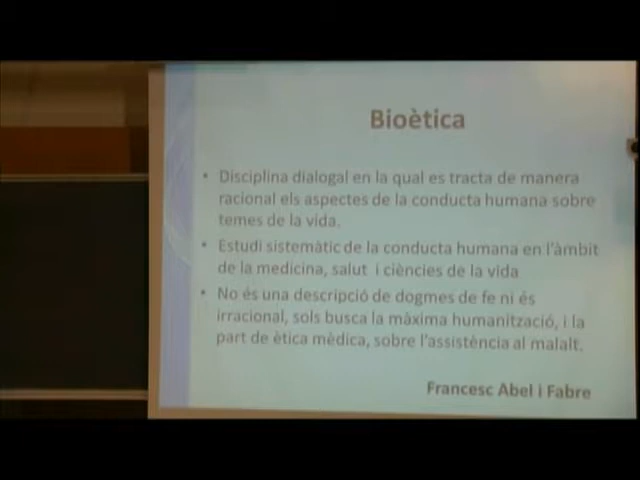 Bioètica
• Disciplina dialogal en la qual es tracta de manera
racional els aspectes de la conducta humana sobre
temes de la vida.
• Estudi sistemàtic de la conducta humana en l'àmbit
de la medicina, salut i ciències de la vida
• No és una descripció de dogmes de fe ni és
irracional, sols busca la màxima humanització, i la
part de ètica mèdica, sobre l'assistència al malalt.
Francesc Abel i Fabre